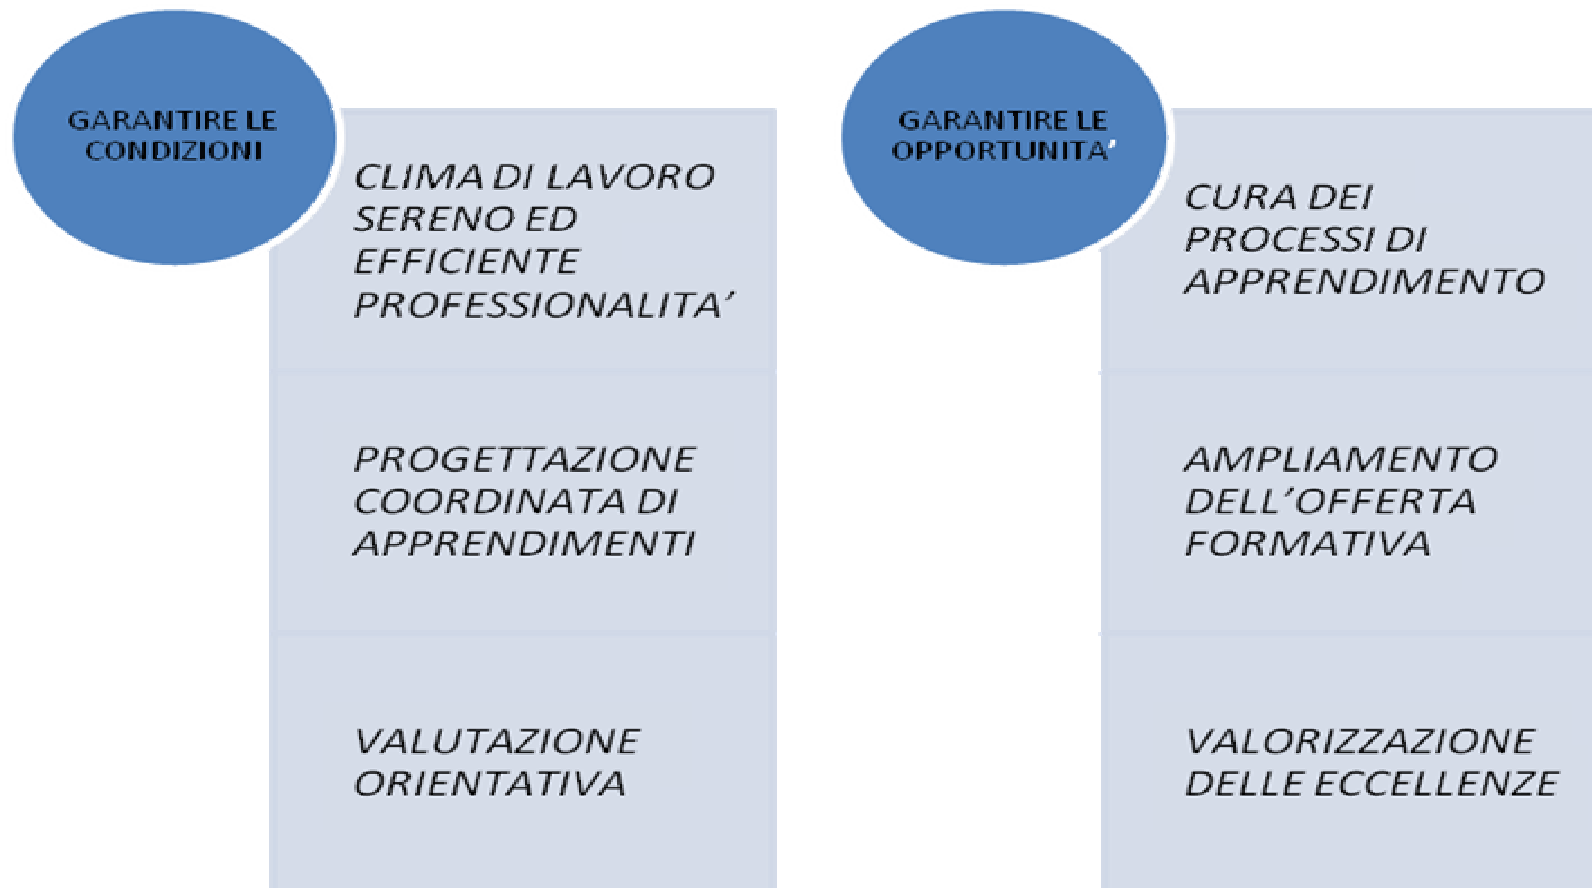 GARANTIRE LE
CONDIZIONI
CLIMA DI LAVORO
SERENO ED
EFFICIENTE
PROFESSIONALITA’
PROGETTAZIONE
COORDINATA DI
APPRENDIMENTI
VALUTAZIONE
ORIENTATIVA
GARANTIRE LE
OPPORTUNITA’
CURA DEI
PROCESSI DI
APPRENDIMENTO
AMPLIAMENTO
DELL’OFFERTA
FORMATIVA
VALORIZZAZIONE
DELLE ECCELLENZE